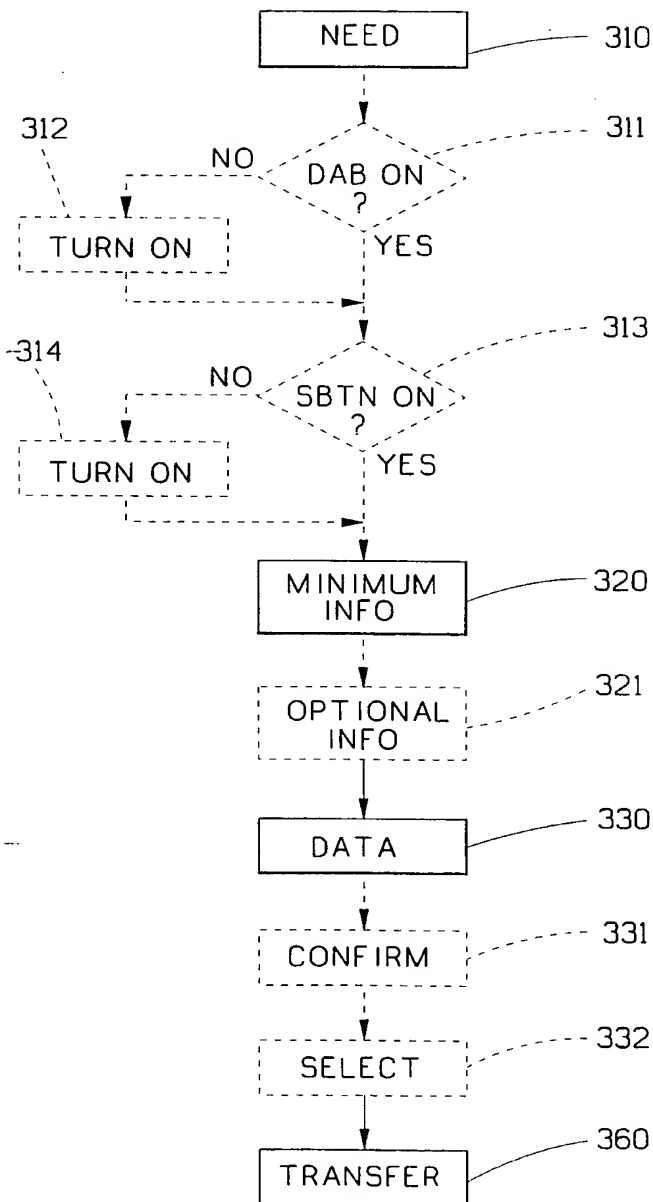 NEED
310
312
311
NO
DAB ON
?
TURN ON
YES
313
314
NO
SBTN ON
?
TURN ON
YES
MINIMUM
INFO
320
321
OPTIONAL
INFO
330
DATA
331
CONFIRM
332
SELECT
360
TRANSFER